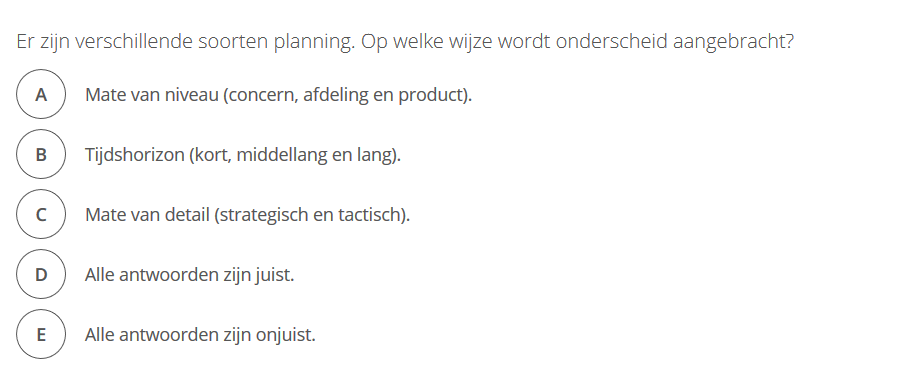 Er zijn verschillende soorten planning. Op welke wijze wordt onderscheid aangebracht?
A Mate van niveau (concern, afdeling en product).
B Tijdshorizon (kort, middellang en lang).
C Mate van detail (strategisch en tactisch).
D Alle antwoorden zijn juist.
E Alle antwoorden zijn onjuist.